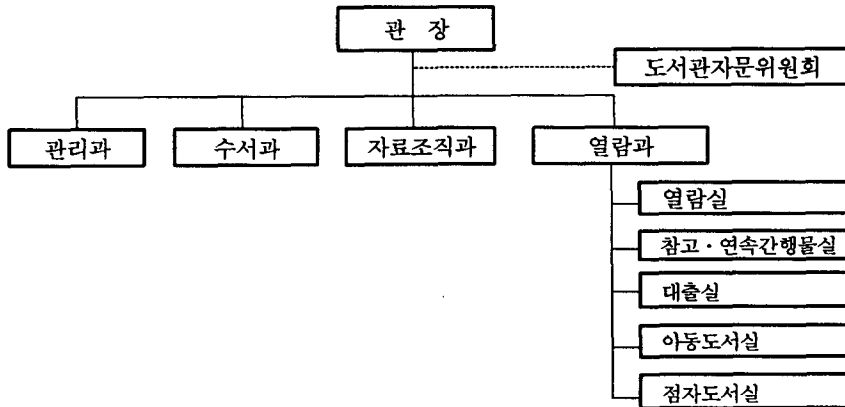 관 장
도서관자문위원회
관리과 수서과 자료조직과 열람과
열람실
참고·연속간행물실
대출실
아동도서실
점자도서실